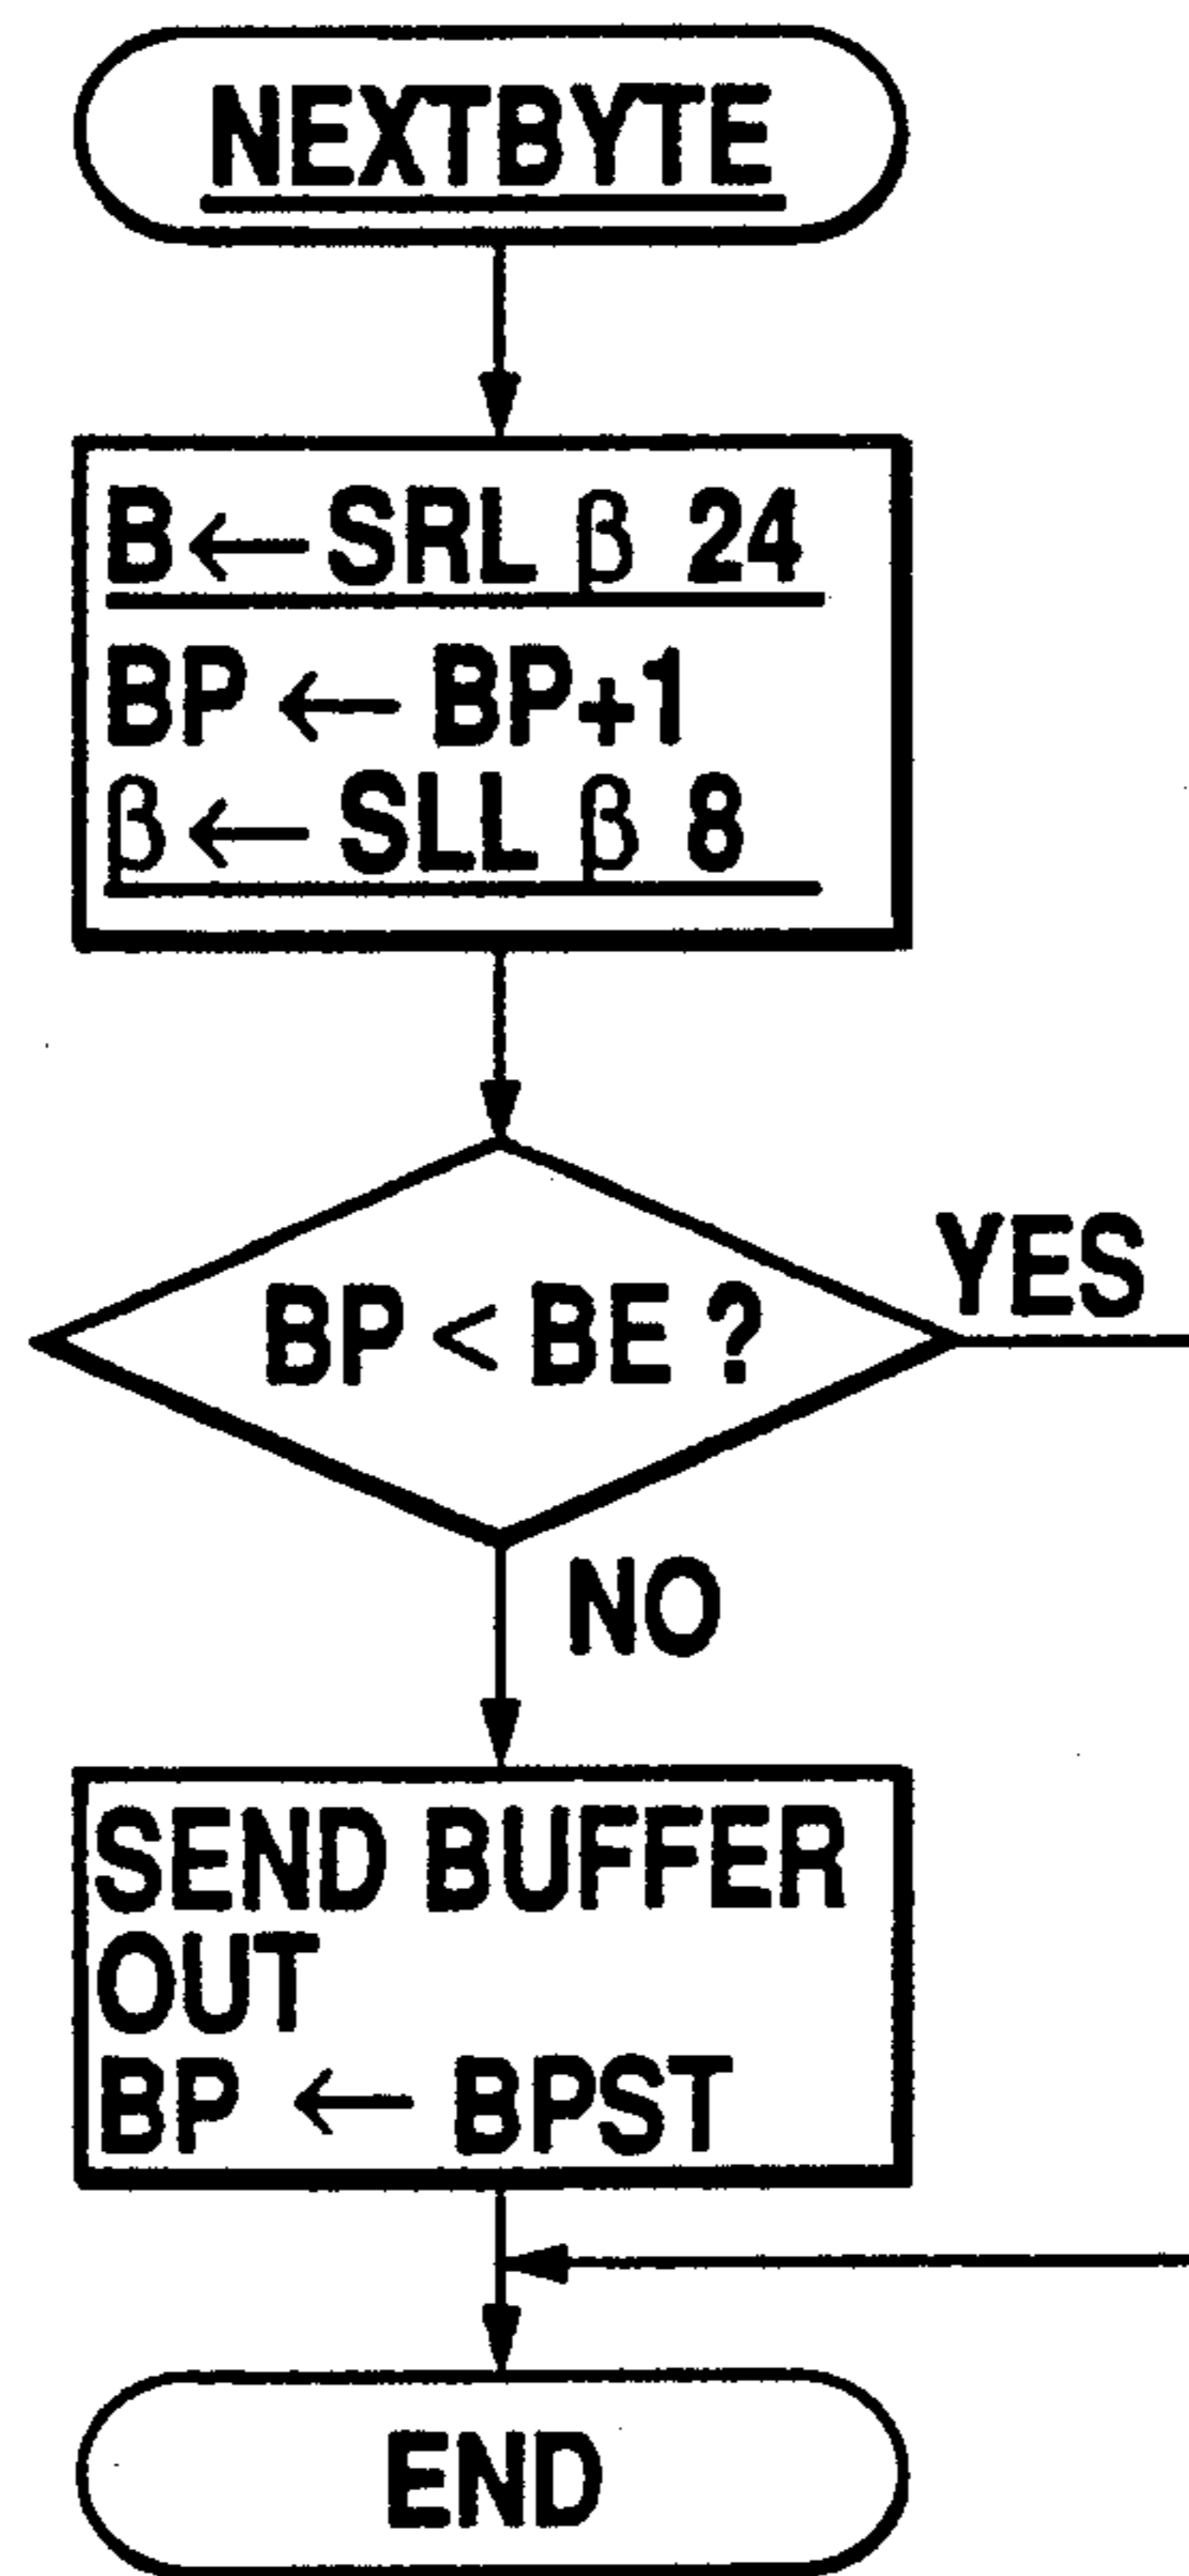 NEXTBYTE
B ← SRL β 24
BP ← BP+1
β ← SLL β 8
BP < BE ?
YES
NO
SEND BUFFER
OUT
BP ← BPST
END